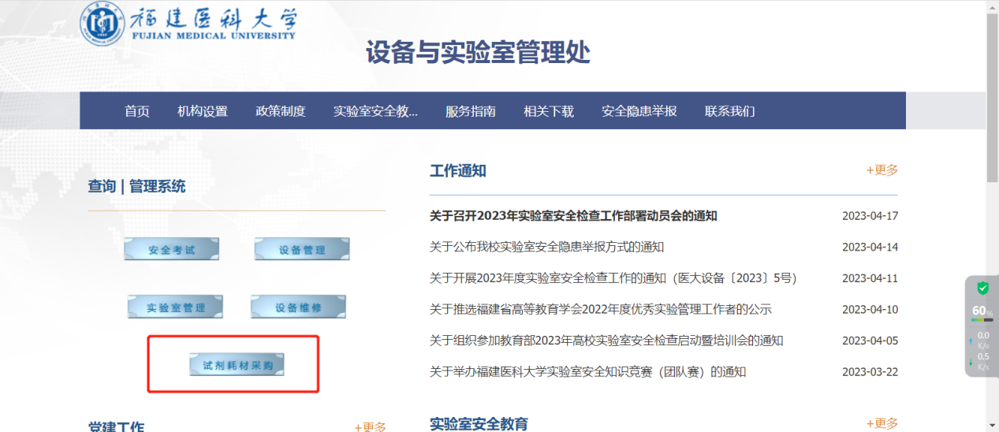 福建医科大学
FUJIAN MEDICAL UNIVERSITY
设备与实验室管理处
首页 机构设置 政策制度 实验室安全教... 服务指南 相关下载 安全隐患举报 联系我们
查询 | 管理系统
安全考试 设备管理
实验室管理 设备维修
试剂耗材采购
党建工作 +更多
工作通知 +更多
关于召开2023年实验室安全检查工作部署动员会的通知 2023-04-17
关于公布我校实验室安全隐患举报方式的通知 2023-04-14
关于开展2023年度实验室安全检查工作的通知（医大设备〔2023〕5号） 2023-04-11
关于推选福建省高等教育学会2022年度优秀实验管理工作者的公示 2023-04-10
关于组织参加教育部2023年高校实验室安全检查启动暨培训会的通知 2023-04-05
关于举办福建医科大学实验室安全知识竞赛（团队赛）的通知 2023-03-22
实验室安全教育 +更多
60%
0.0
K/s
0.5
K/s